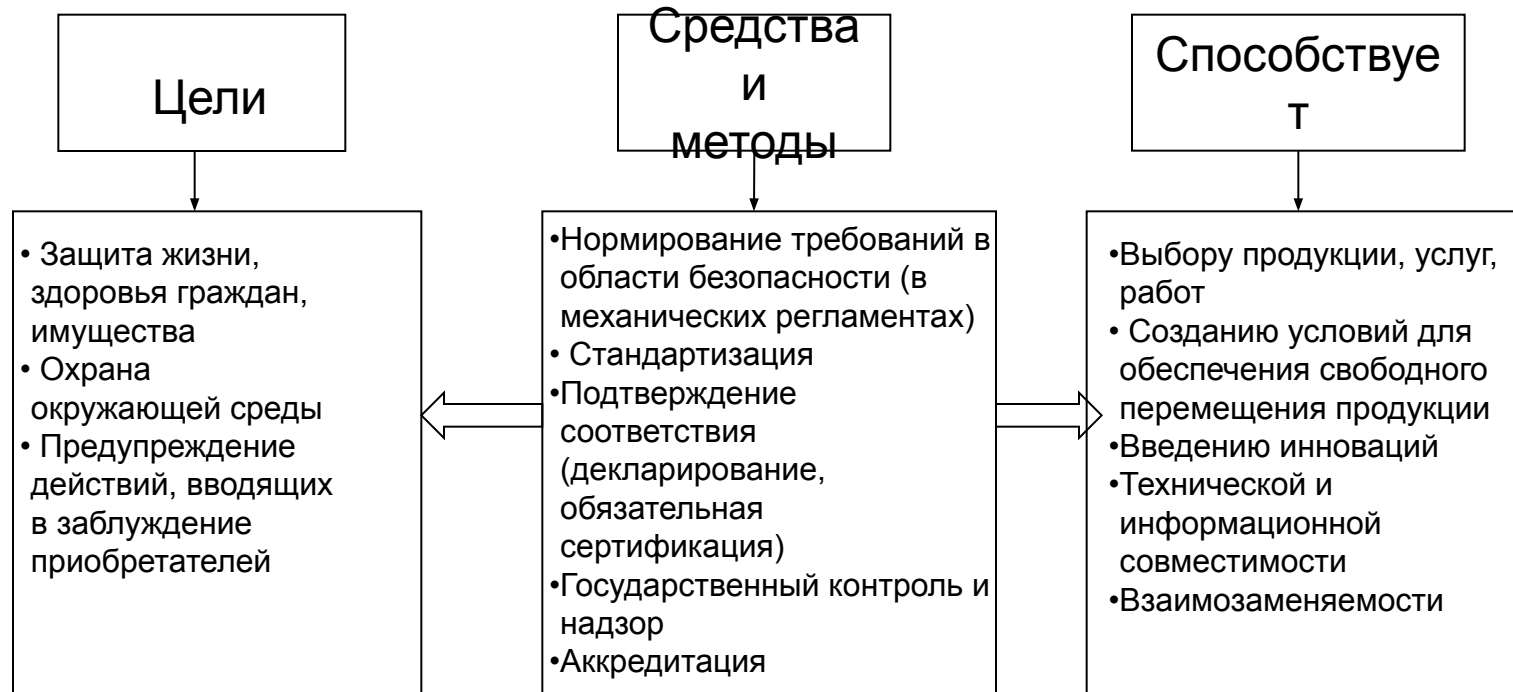 Цели
Средства
и
методы
Способствуе
т
• Защита жизни,
здоровья граждан,
имущества
• Охрана
окружающей среды
• Предупреждение
действий, вводящих
в заблуждение
приобретателей
•Нормирование требований в
области безопасности (в
механических регламентах)
• Стандартизация
•Подтверждение
соответствия
(декларирование,
обязательная
сертификация)
•Государственный контроль и
надзор
•Аккредитация
•Выбору продукции, услуг,
работ
• Созданию условий для
обеспечения свободного
перемещения продукции
•Введению инноваций
•Технической и
информационной
совместимости
•Взаимозаменяемости